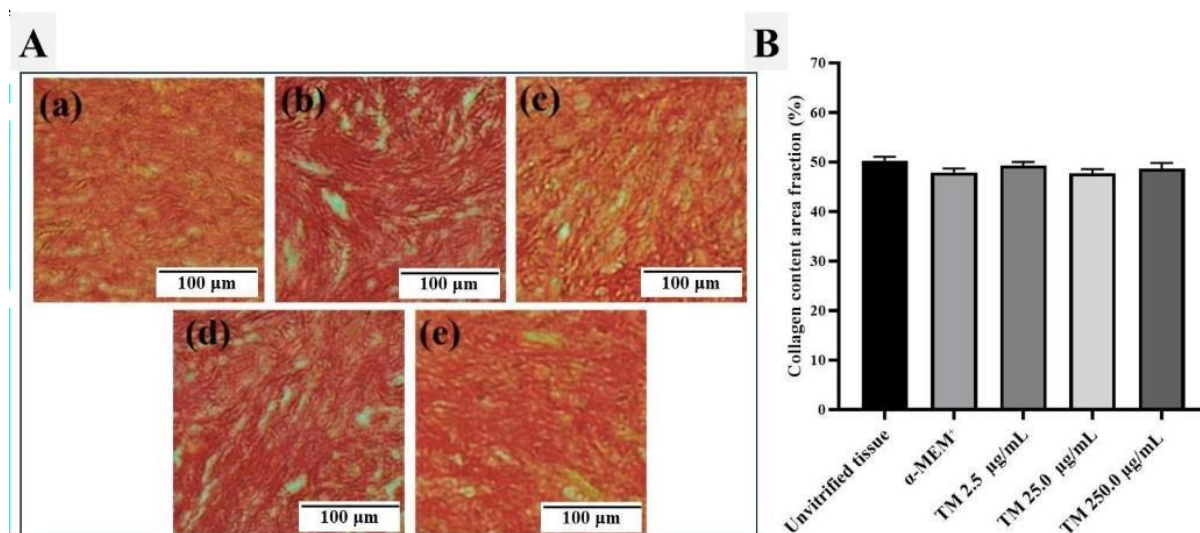 A
(a)
(b)
(c)
100 µm
100 µm
100 µm
(d)
(e)
100 µm
100 µm
B
Collagen content area fraction (%)
70
60
50
40
30
20
10
0
Unvitrified tissue
α-MEM⁺
TM 2.5 µg/mL
TM 25.0 µg/mL
TM 250.0 µg/mL